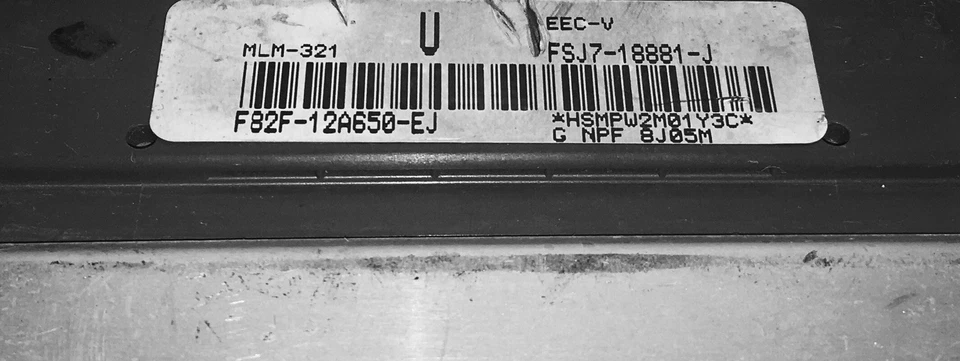 V EEC-V
MLM-321 FSJ7-18881-J
F82F-12A650-EJ *HSMPW2M01Y3C*
G NPF 8J05M